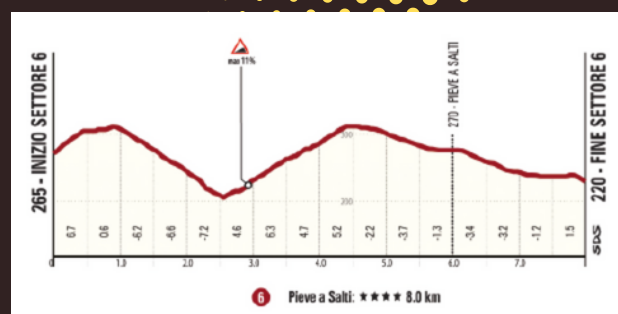 265 - INIZIO SETTORE 6
max 11%
300
200
270 - PIEVE A SALTI
220 - FINE SETTORE 6
6.7 0.6 -6.2 -6.6 -7.2 4.6 6.3 4.7 5.2 -2.2 -3.7 -1.3 -3.4 -3.2 -1.2 1.5
SDS
0 1.0 2.0 3.0 4.0 5.0 6.0 7.0
6 Pieve a Salti: ★★★★ 8.0 km